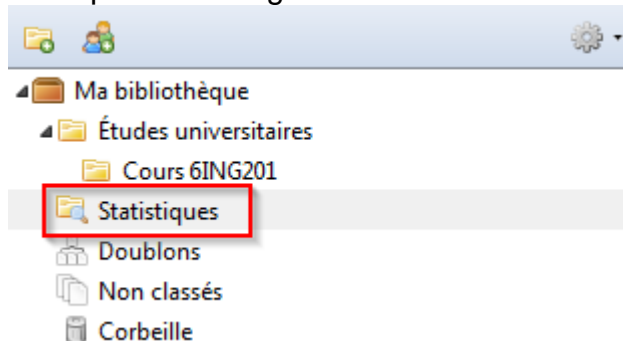 Ma bibliothèque
Études universitaires
Cours 6ING201
Statistiques
Doublons
Non classés
Corbeille